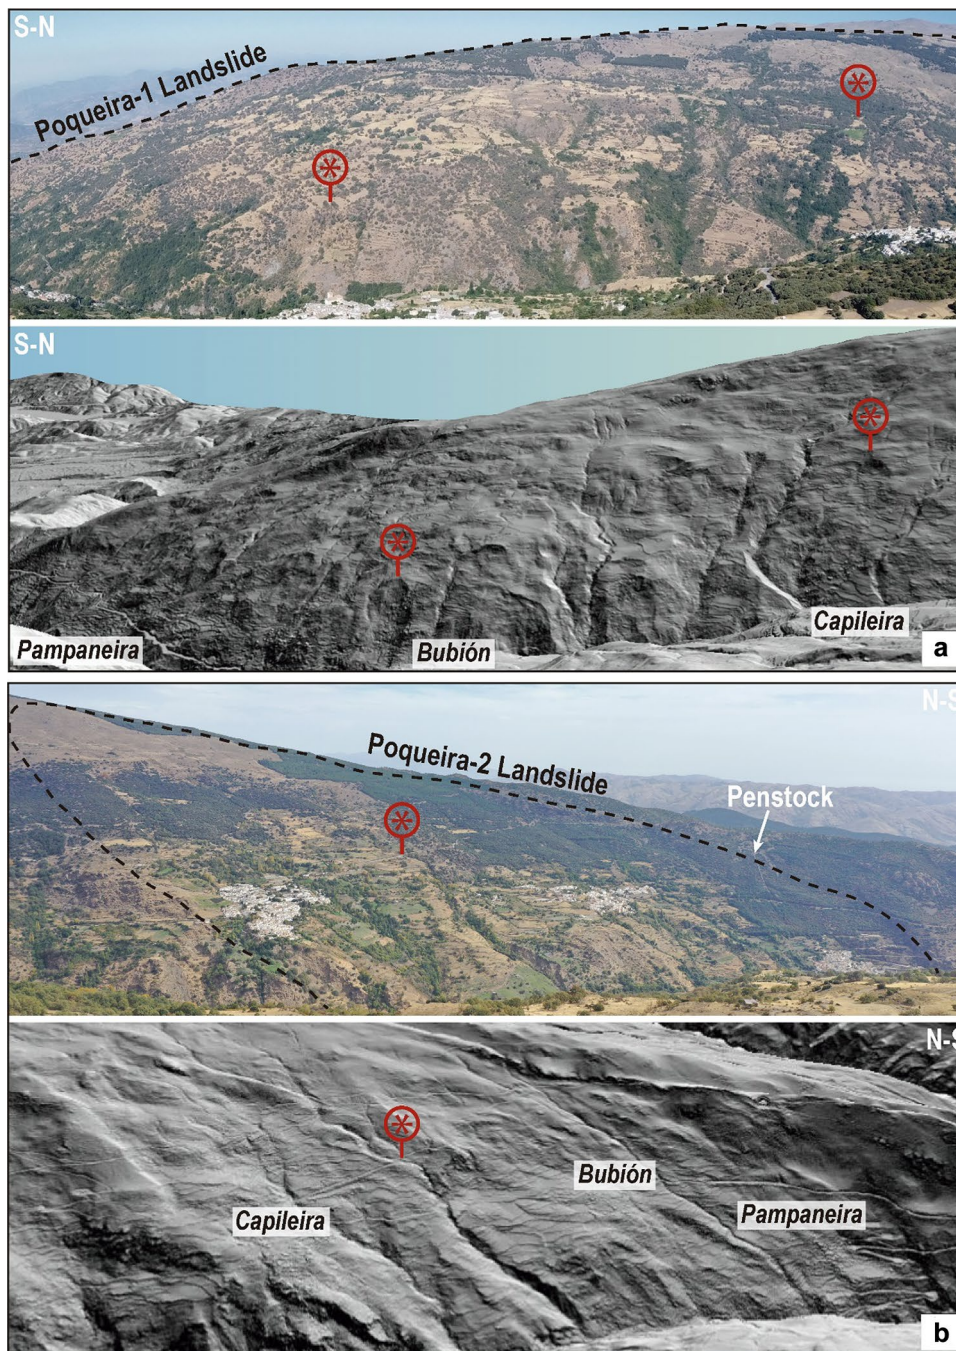 S-N
Poqueira-1 Landslide
S-N
Pampaneira
Bubión
Capileira
a
N-S
Poqueira-2 Landslide
Penstock
N-S
Bubión
Capileira
Pampaneira
b